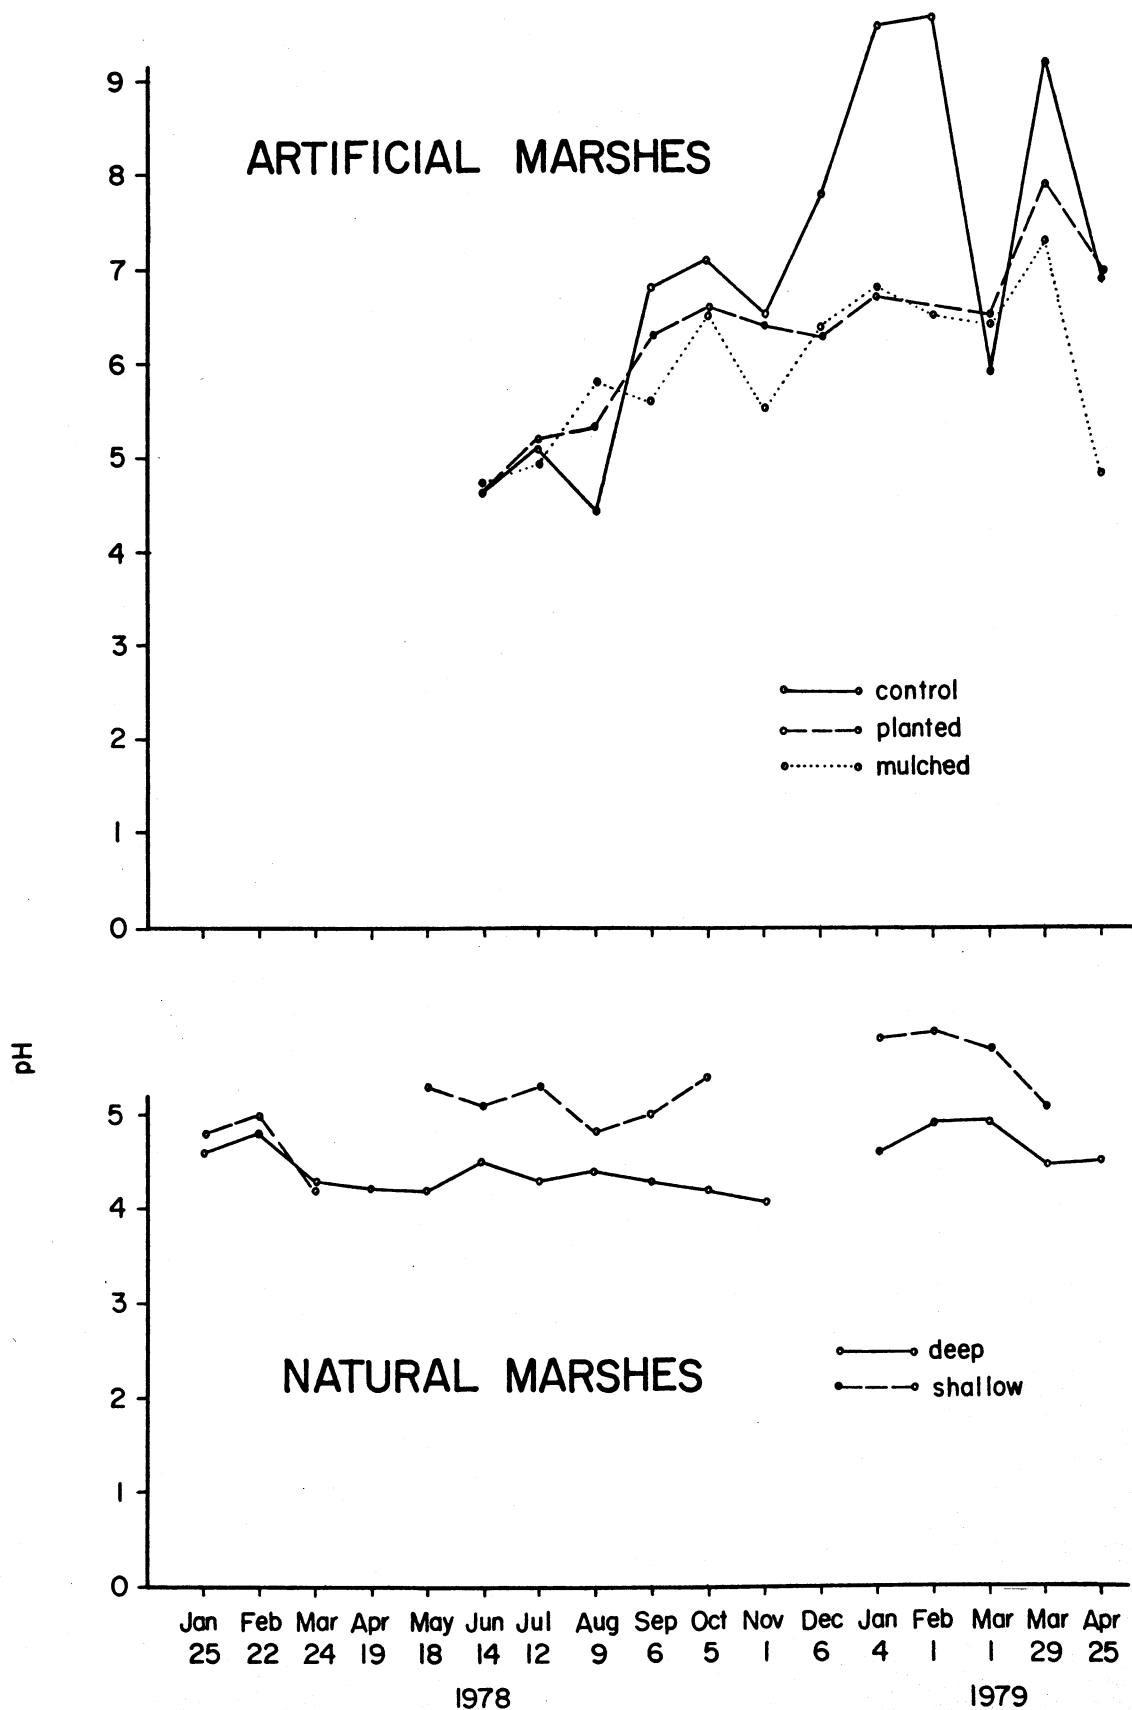 9
ARTIFICIAL MARSHES
8
7
6
5
4
3
control
planted
2
mulched
1
0
pH
5
4
3
deep
NATURAL MARSHES
shallow
2
1
0
Jan Feb Mar Apr May Jun Jul Aug Sep Oct Nov Dec Jan Feb Mar Mar Apr
25 22 24 19 18 14 12 9 6 5 1 6 4 1 1 29 25
1978 1979